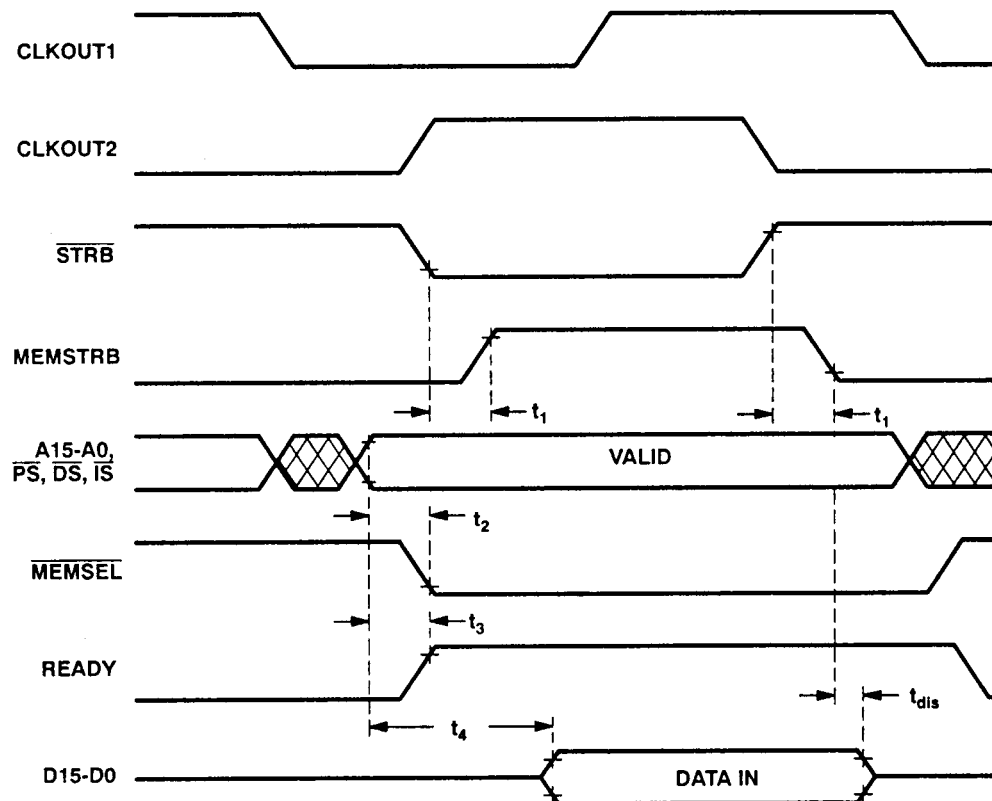 CLKOUT1
CLKOUT2
STRB
MEMSTRB
t1
t1
A15-A0,
PS, DS, IS
VALID
t2
MEMSEL
t3
READY
tdis
t4
D15-D0
DATA IN